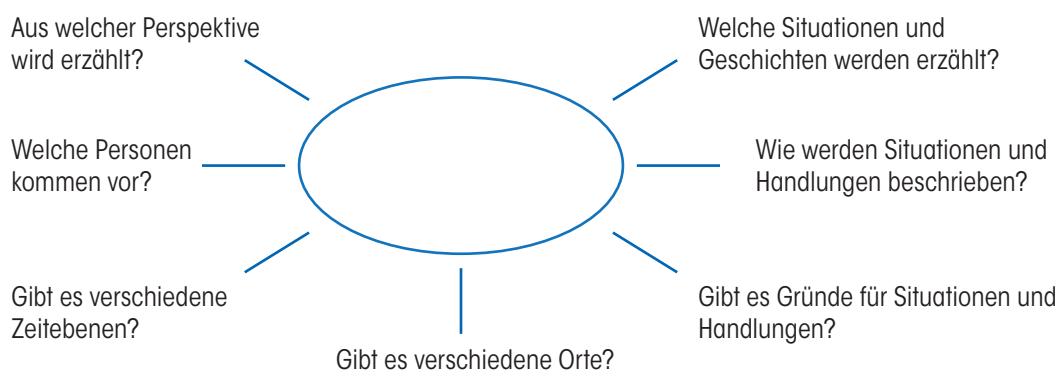 Aus welcher Perspektive
wird erzählt?
Welche Situationen und
Geschichten werden erzählt?
Welche Personen
kommen vor?
Wie werden Situationen und
Handlungen beschrieben?
Gibt es verschiedene
Zeitebenen?
Gibt es Gründe für Situationen und
Handlungen?
Gibt es verschiedene Orte?